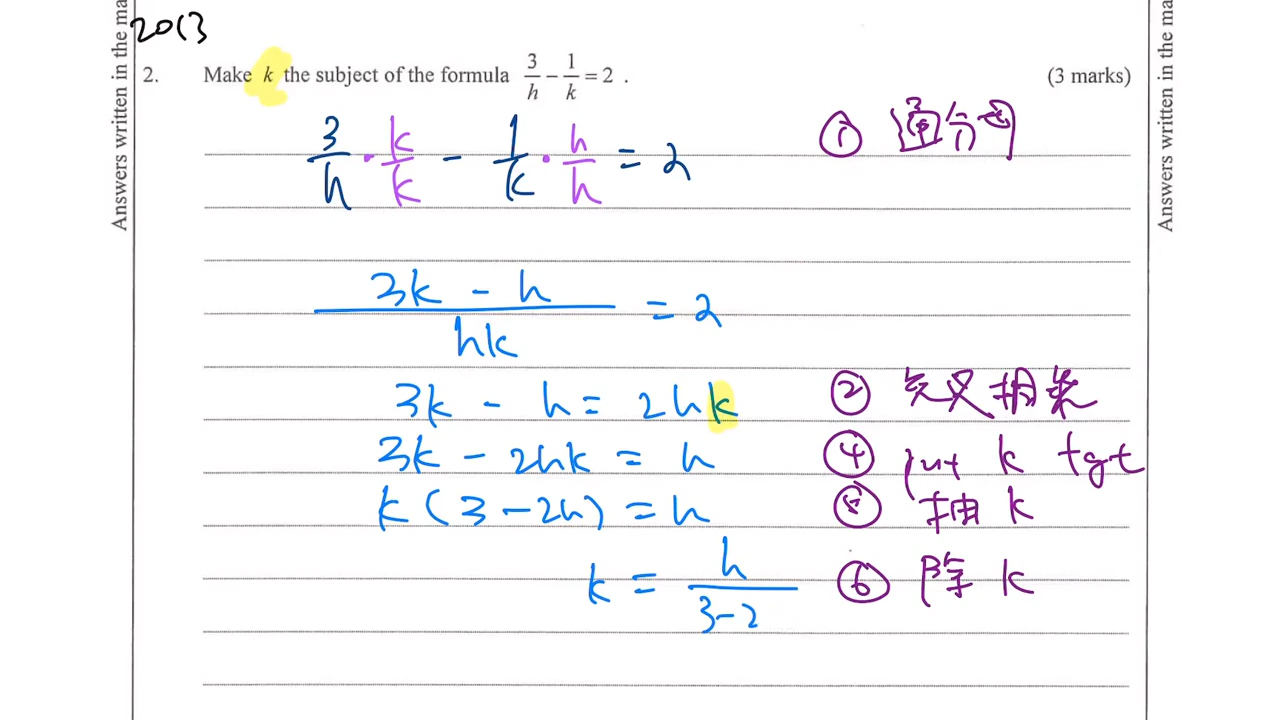 2013
2. Make k the subject of the formula 3/h − 1/k = 2 . (3 marks)
3/h · k/k − 1/k · h/h = 2 ① 通分母
(3k − h)/hk = 2
3k − h = 2hk ② 交叉相乘
3k − 2hk = h ④ put k tgt
k(3 − 2h) = h ⑤ 抽 k
k = h/(3−2 ⑥ 除 k
Answers written in the ma
Answers written in the ma